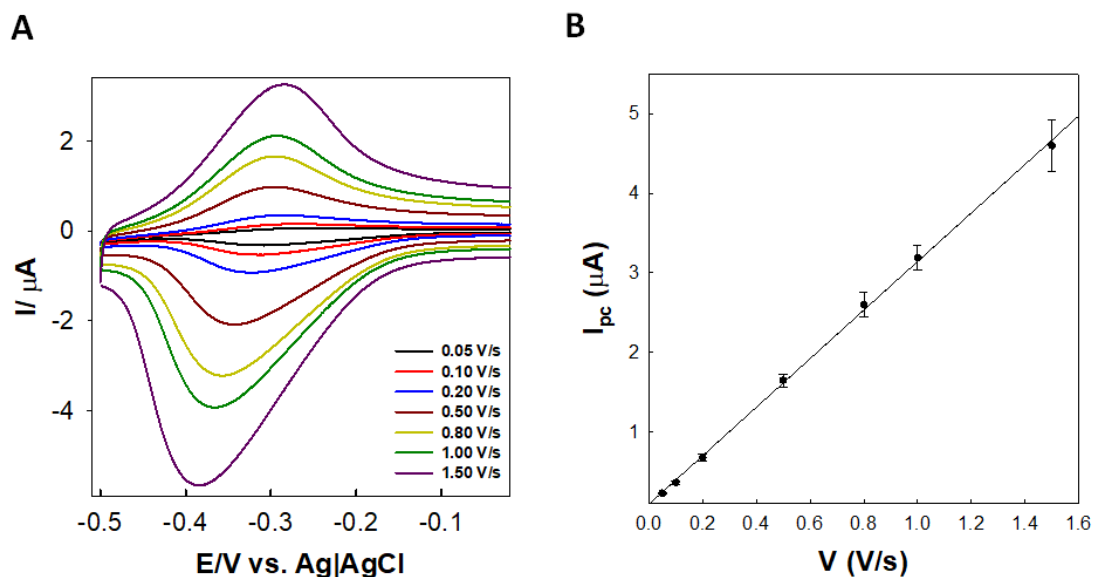 A
B
2
0
-2
-4
I/ μA
-0.5
-0.4
-0.3
-0.2
-0.1
E/V vs. Ag|AgCl
0.05 V/s
0.10 V/s
0.20 V/s
0.50 V/s
0.80 V/s
1.00 V/s
1.50 V/s
5
4
3
2
1
Ipc (μA)
0.0
0.2
0.4
0.6
0.8
1.0
1.2
1.4
1.6
V (V/s)